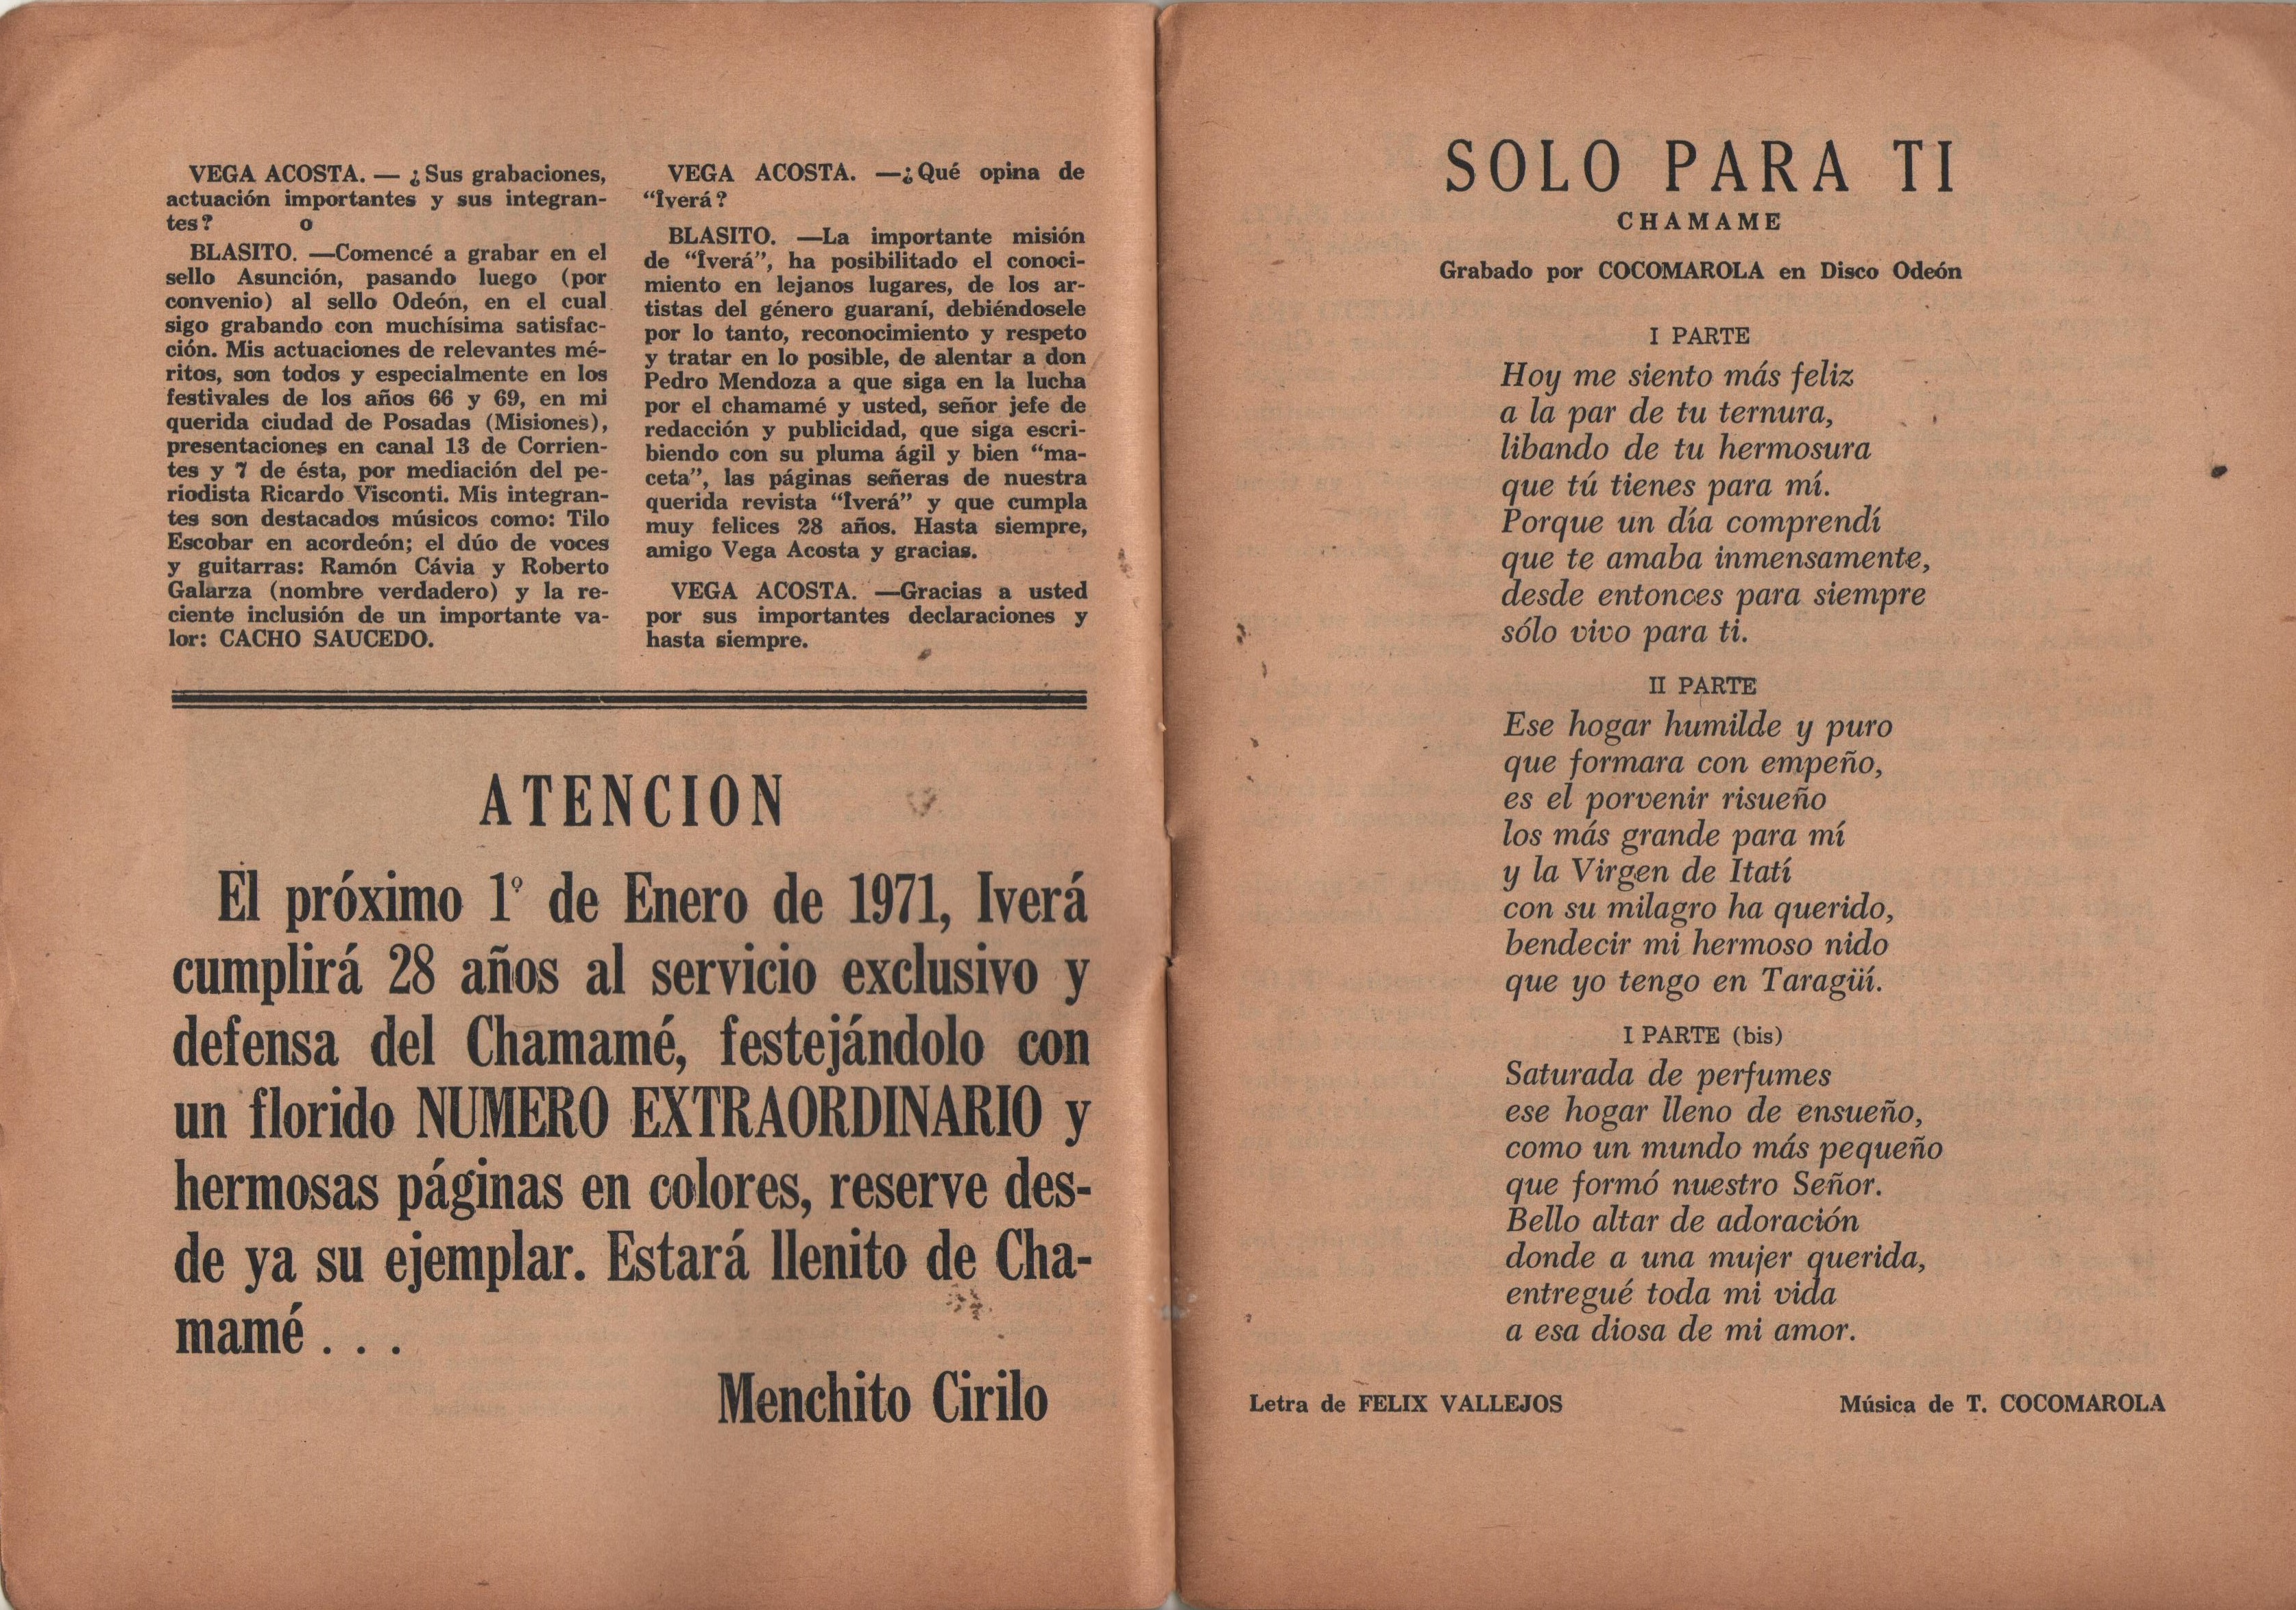 VEGA ACOSTA. — ¿Sus grabaciones,
actuación importantes y sus integran-
tes? o
BLASITO. —Comencé a grabar en el
sello Asunción, pasando luego (por
convenio) al sello Odeón, en el cual
sigo grabando con muchísima satisfac-
ción. Mis actuaciones de relevantes mé-
ritos, son todos y especialmente en los
festivales de los años 66 y 69, en mi
querida ciudad de Posadas (Misiones),
presentaciones en canal 13 de Corrien-
tes y 7 de ésta, por mediación del pe-
riodista Ricardo Visconti. Mis integran-
tes son destacados músicos como: Tilo
Escobar en acordeón; el dúo de voces
y guitarras: Ramón Cávia y Roberto
Galarza (nombre verdadero) y la re-
ciente inclusión de un importante va-
lor: CACHO SAUCEDO.
VEGA ACOSTA. —¿Qué opina de
“Îverá?
BLASITO. —La importante misión
de “Îverá”, ha posibilitado el conoci-
miento en lejanos lugares, de los ar-
tistas del género guaraní, debiéndosele
por lo tanto, reconocimiento y respeto
y tratar en lo posible, de alentar a don
Pedro Mendoza a que siga en la lucha
por el chamamé y usted, señor jefe de
redacción y publicidad, que siga escri-
biendo con su pluma ágil y bien “ma-
ceta”, las páginas señeras de nuestra
querida revista “Îverá” y que cumpla
muy felices 28 años. Hasta siempre,
amigo Vega Acosta y gracias.
VEGA ACOSTA. —Gracias a usted
por sus importantes declaraciones y
hasta siempre.
ATENCION
El próximo 1º de Enero de 1971, Iverá
cumplirá 28 años al servicio exclusivo y
defensa del Chamamé, festejándolo con
un florido NUMERO EXTRAORDINARIO y
hermosas páginas en colores, reserve des-
de ya su ejemplar. Estará llenito de Cha-
mamé . . .
Menchito Cirilo
SOLO PARA TI
CHAMAME
Grabado por COCOMAROLA en Disco Odeón
I PARTE
Hoy me siento más feliz
a la par de tu ternura,
libando de tu hermosura
que tú tienes para mí.
Porque un día comprendí
que te amaba inmensamente,
desde entonces para siempre
sólo vivo para ti.
II PARTE
Ese hogar humilde y puro
que formara con empeño,
es el porvenir risueño
los más grande para mí
y la Virgen de Itatí
con su milagro ha querido,
bendecir mi hermoso nido
que yo tengo en Taragüí.
I PARTE (bis)
Saturada de perfumes
ese hogar lleno de ensueño,
como un mundo más pequeño
que formó nuestro Señor.
Bello altar de adoración
donde a una mujer querida,
entregué toda mi vida
a esa diosa de mi amor.
Letra de FELIX VALLEJOS
Música de T. COCOMAROLA